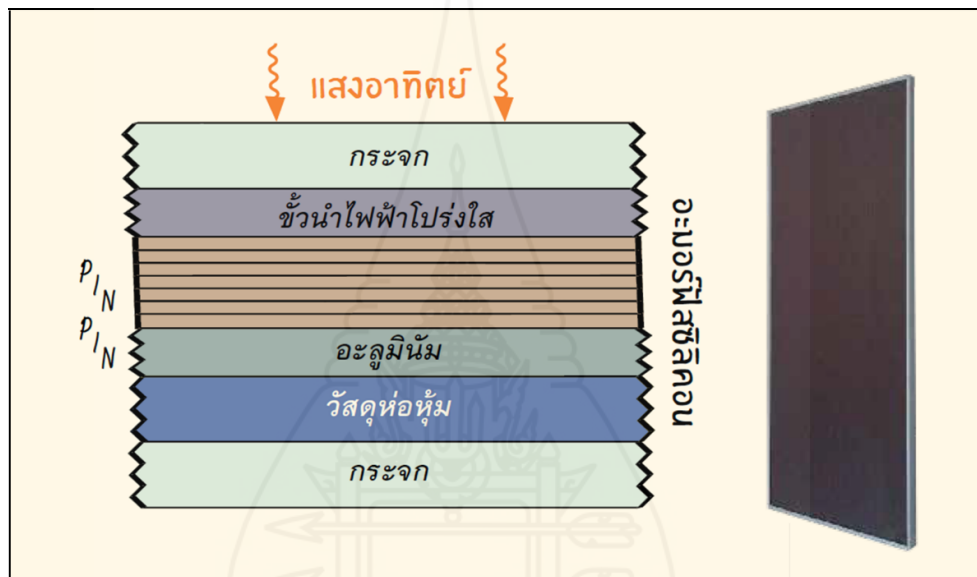 แสงอาทิตย์
กระจก
ขั้วนำไฟฟ้าโปร่งใส
P I N
P I N
อะลูมินัม
วัสดุห่อหุ้ม
กระจก
อะมอร์ฟัสซิลิคอน